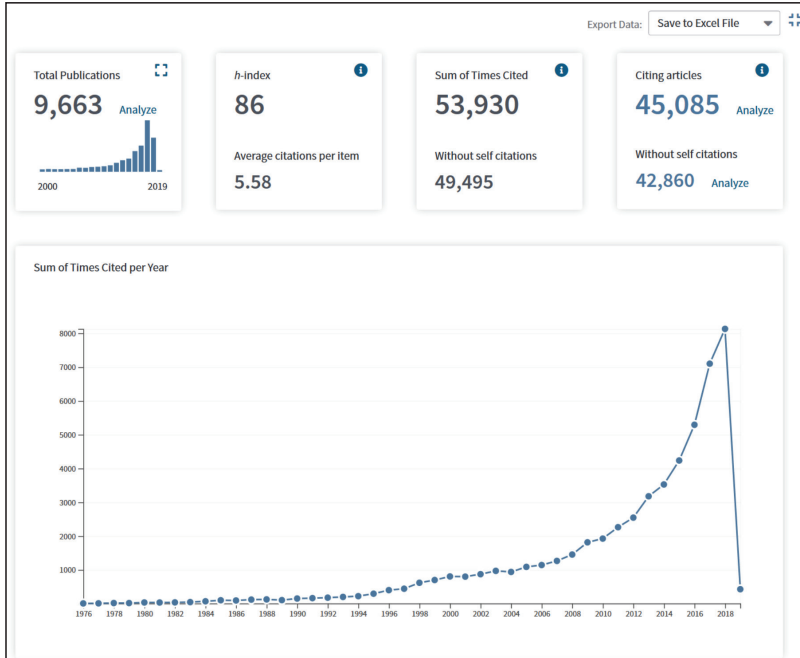 Export Data: Save to Excel File
Total Publications
9,663 Analyze
2000 2019
h-index
86
Average citations per item
5.58
Sum of Times Cited
53,930
Without self citations
49,495
Citing articles
45,085 Analyze
Without self citations
42,860 Analyze
Sum of Times Cited per Year
8000
7000
6000
5000
4000
3000
2000
1000
1976 1978 1980 1982 1984 1986 1988 1990 1992 1994 1996 1998 2000 2002 2004 2006 2008 2010 2012 2014 2016 2018